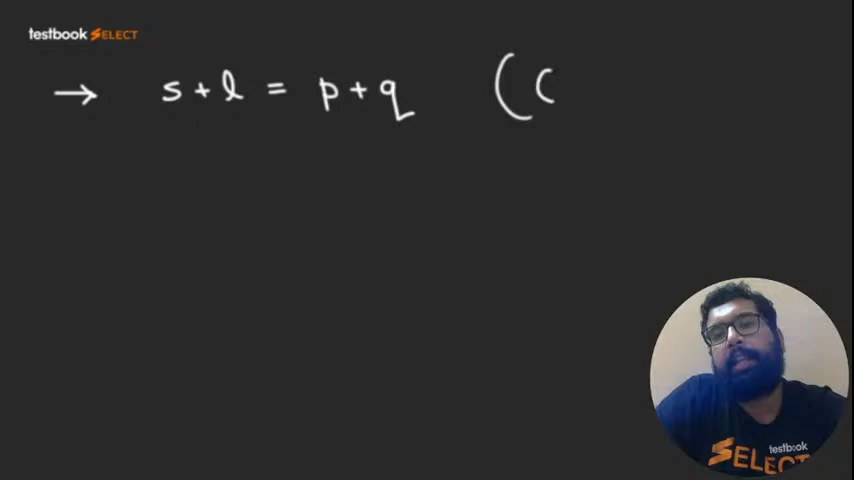 testbook SELECT
→ s + l = p + q ( C
testbook
SELECT